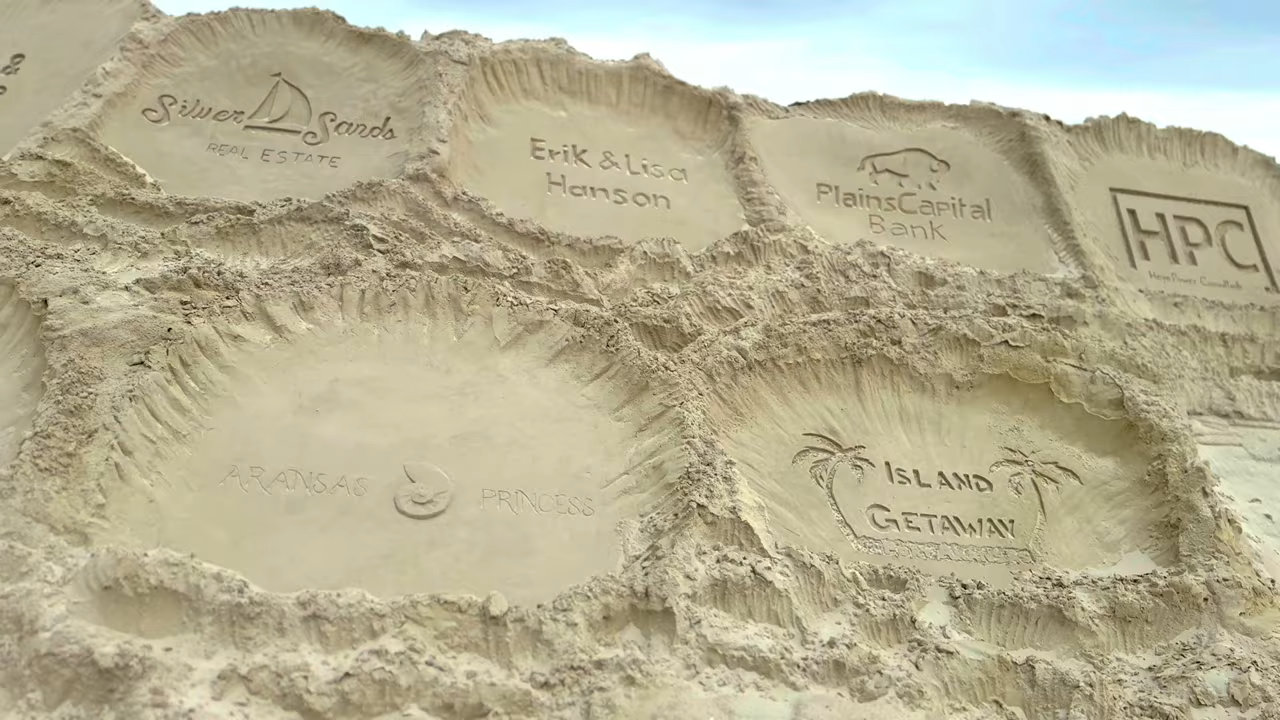 &
Silver Sands
REAL ESTATE
Erik & Lisa
Hanson
PlainsCapital
Bank
HPC
ARANSAS PRINCESS
ISLAND
GETAWAY